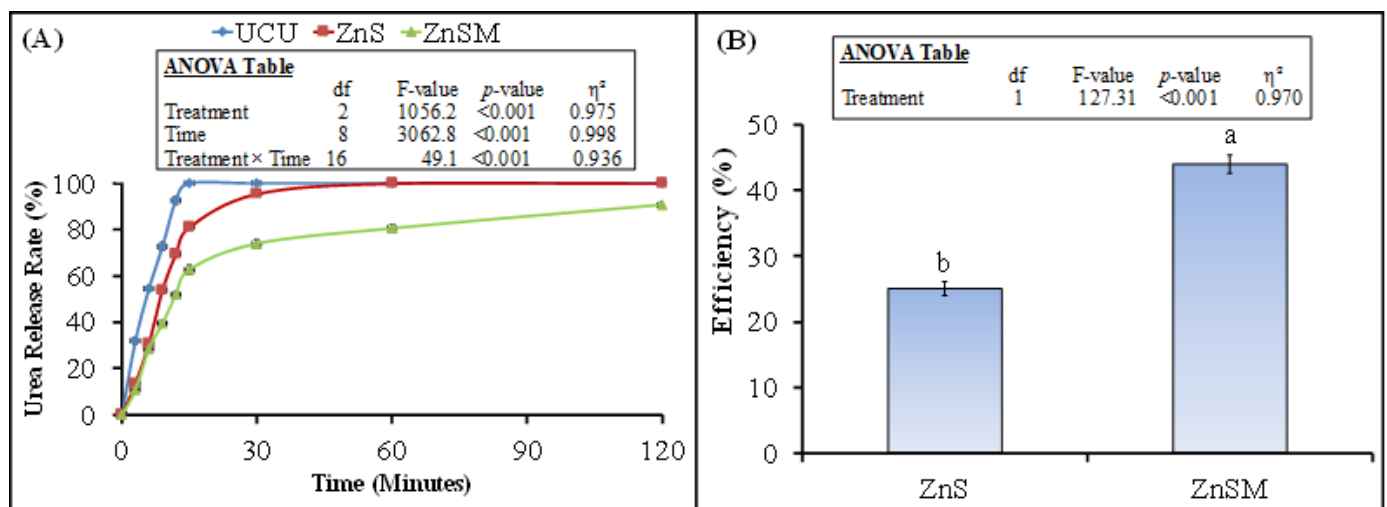 (A) UCU ZnS ZnSM
ANOVA Table
df F-value p-value η²
Treatment 2 1056.2 <0.001 0.975
Time 8 3062.8 <0.001 0.998
Treatment × Time 16 49.1 <0.001 0.936
Urea Release Rate (%)
100
80
60
40
20
0
0 30 60 90 120
Time (Minutes)
(B)
ANOVA Table
df F-value p-value η²
Treatment 1 127.31 <0.001 0.970
Efficiency (%)
50
40
30
20
10
0
b
a
ZnS ZnSM